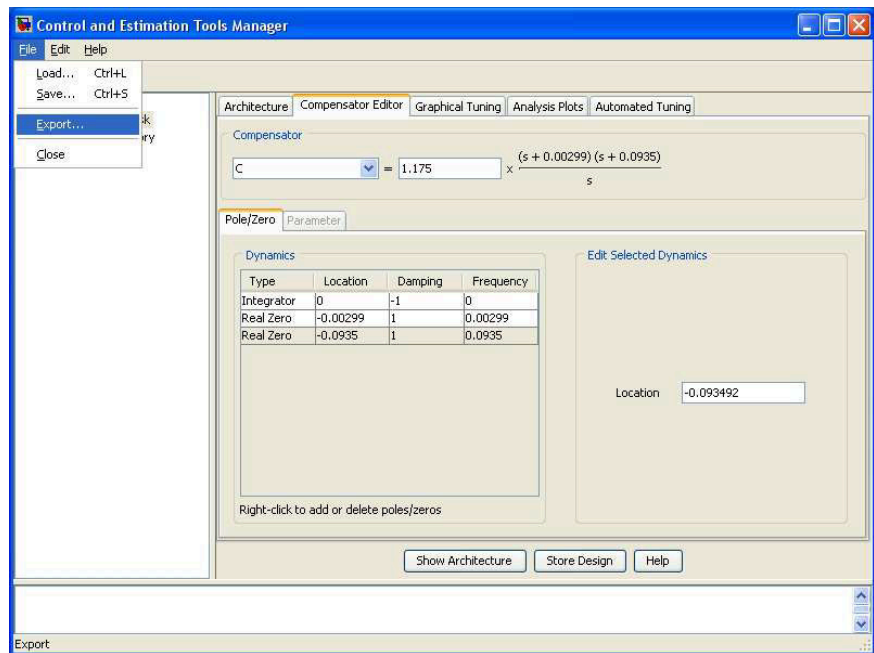 Control and Estimation Tools Manager
File Edit Help
Load... Ctrl+L
Save... Ctrl+S
Export...
Close
Architecture Compensator Editor Graphical Tuning Analysis Plots Automated Tuning
Compensator
C = 1.175 x (s + 0.00299) (s + 0.0935)
s
Pole/Zero Parameter
Dynamics
Type Location Damping Frequency
Integrator 0 -1 0
Real Zero -0.00299 1 0.00299
Real Zero -0.0935 1 0.0935
Right-click to add or delete poles/zeros
Edit Selected Dynamics
Location -0.093492
Show Architecture Store Design Help
Export